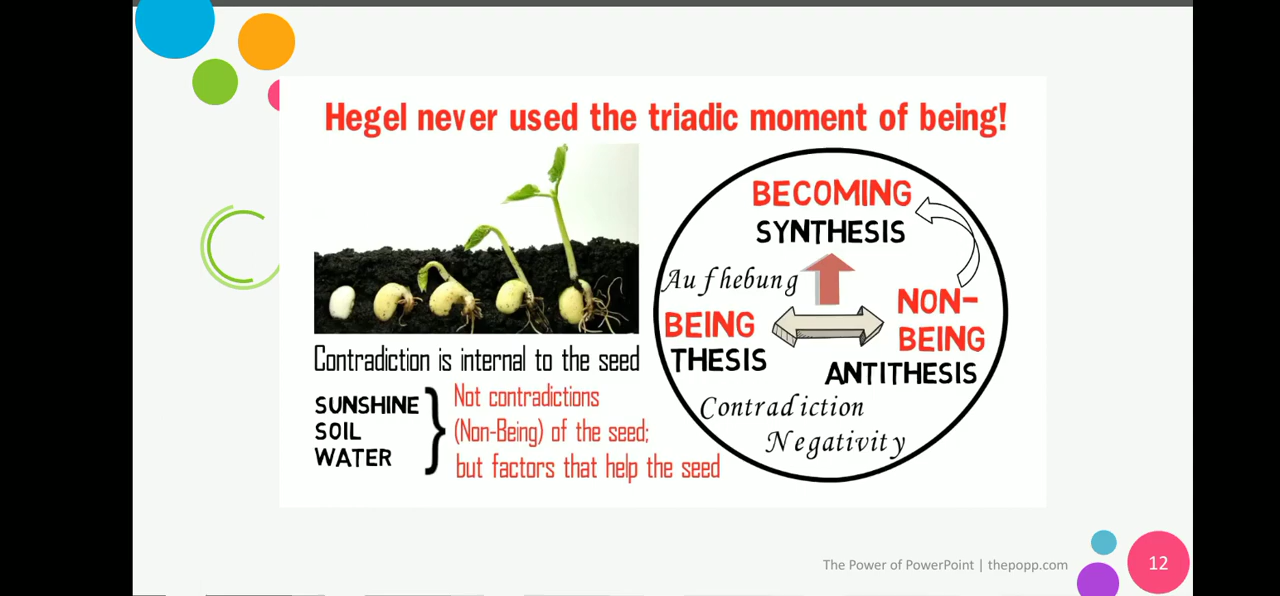 Hegel never used the triadic moment of being!
Contradiction is internal to the seed
SUNSHINE
SOIL
WATER
Not contradictions
(Non-Being) of the seed;
but factors that help the seed
BECOMING
SYNTHESIS
Aufhebung
BEING
THESIS
NON-
BEING
ANTITHESIS
Contradiction
Negativity
The Power of PowerPoint | thepopp.com
12